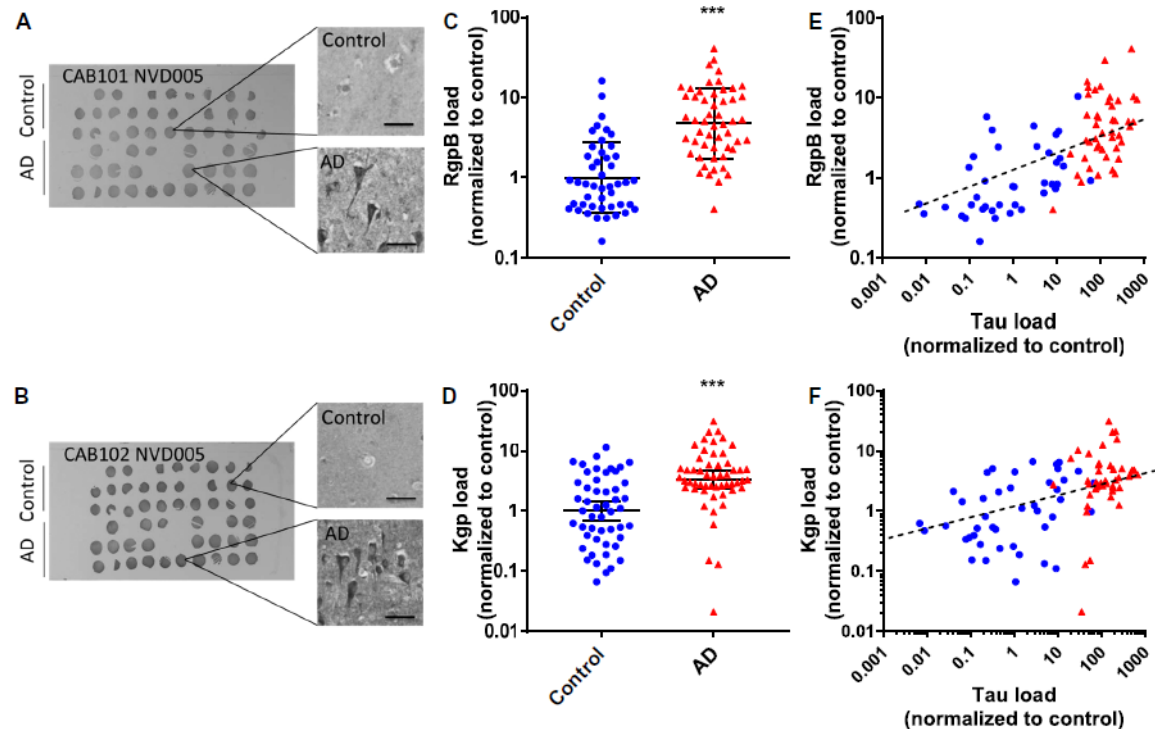 A
CAB101 NVD005
Control
AD
Control
AD
C
***
RgpB load
(normalized to control)
100
10
1
0.1
Control
AD
E
RgpB load
(normalized to control)
100
10
1
0.1
0.001
0.01
0.1
1
10
100
1000
Tau load
(normalized to control)
B
CAB102 NVD005
Control
AD
Control
AD
D
***
Kgp load
(normalized to control)
100
10
1
0.1
0.01
Control
AD
F
Kgp load
(normalized to control)
100
10
1
0.1
0.01
0.001
0.01
0.1
1
10
100
1000
Tau load
(normalized to control)